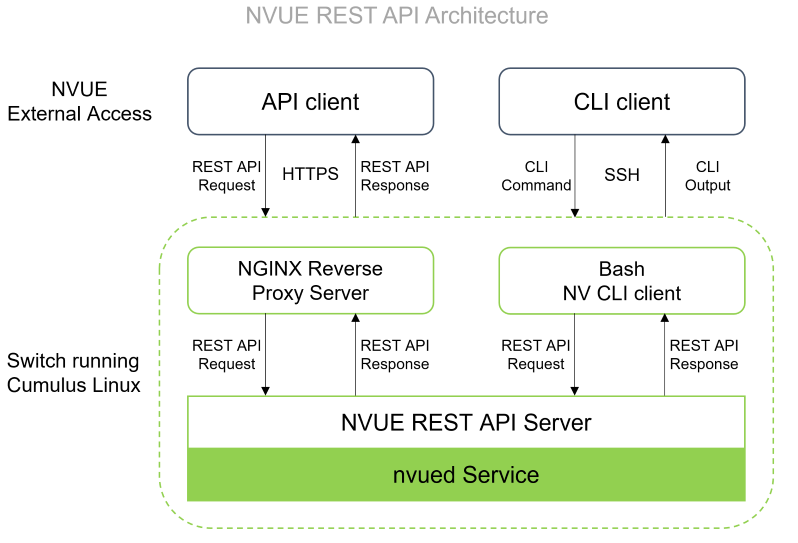 NVUE REST API Architecture
NVUE
External Access
API client
CLI client
REST API
Request
HTTPS
REST API
Response
CLI
Command
SSH
CLI
Output
NGINX Reverse
Proxy Server
Bash
NV CLI client
Switch running
Cumulus Linux
REST API
Request
REST API
Response
REST API
Request
REST API
Response
NVUE REST API Server
nvued Service